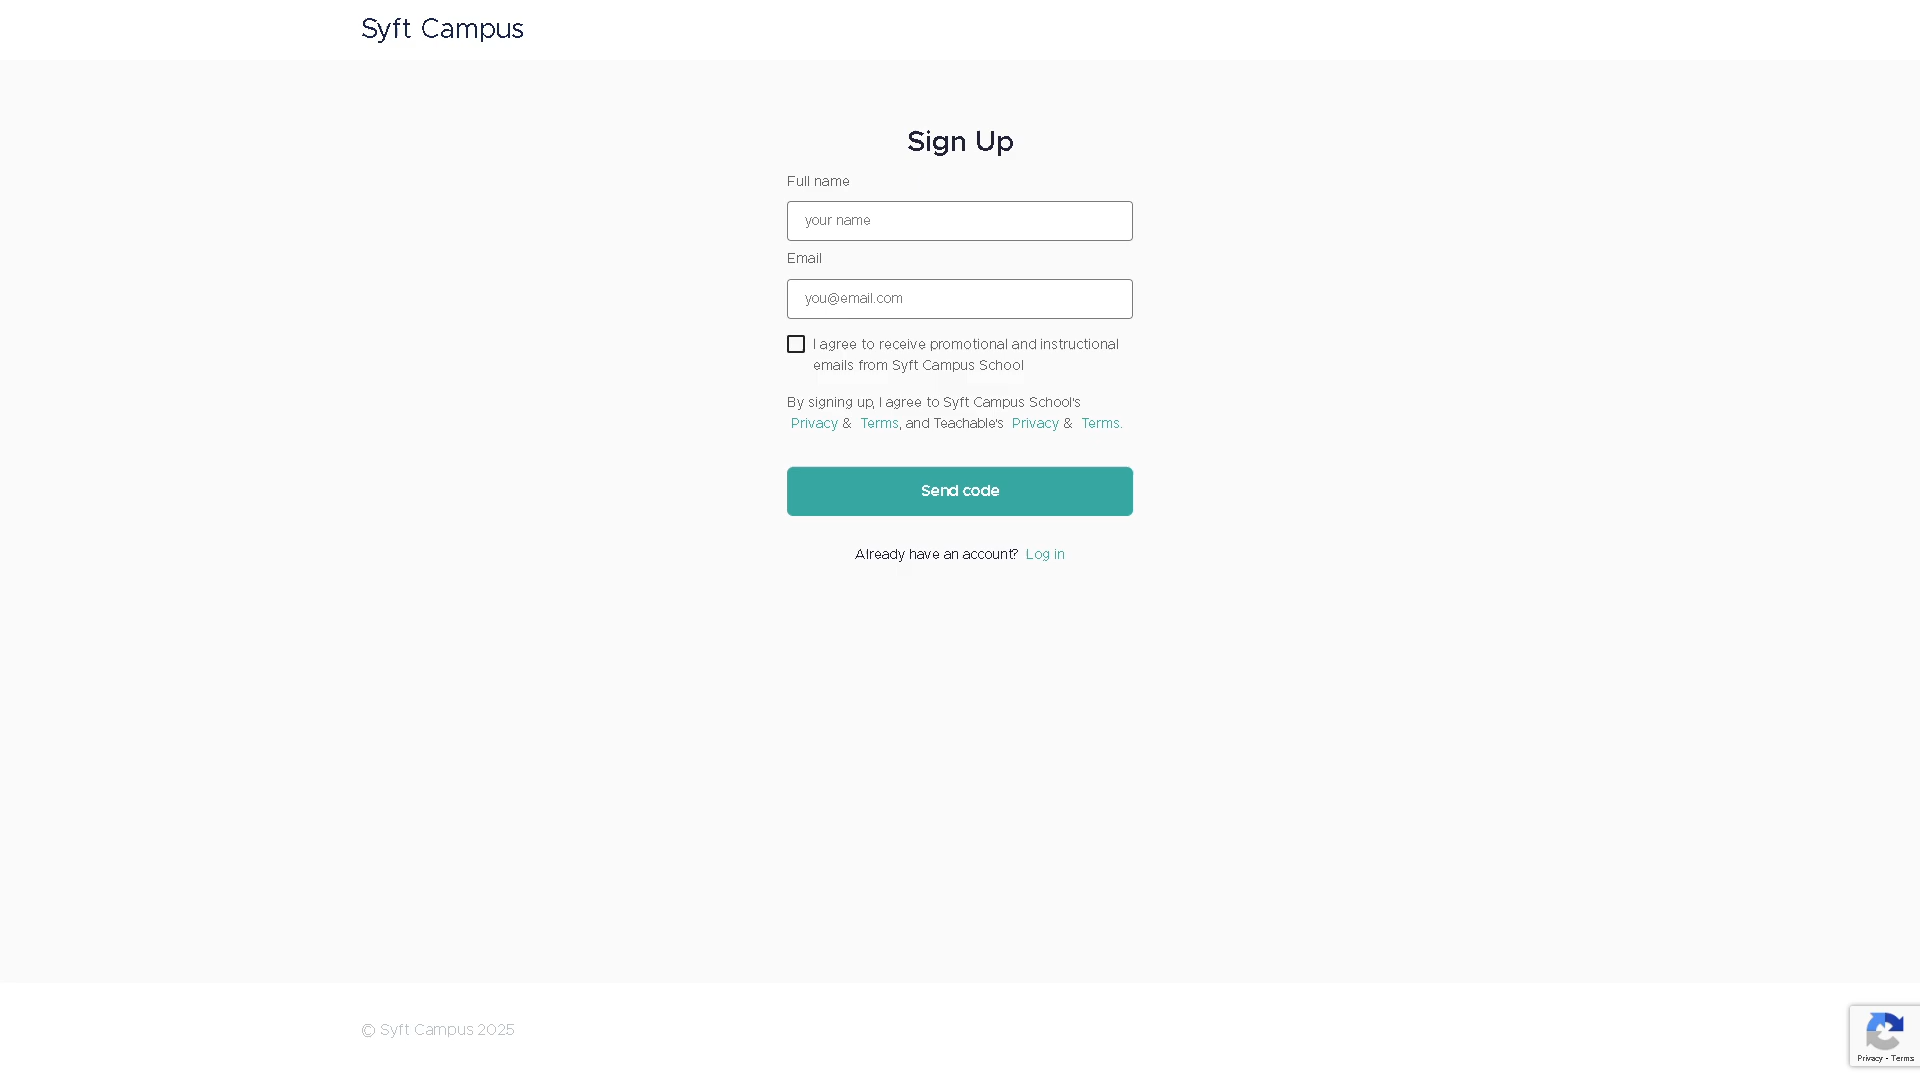 Syft Campus
Sign Up
Full name
your name
Email
you@email.com
I agree to receive promotional and instructional
emails from Syft Campus School
By signing up, I agree to Syft Campus School's
Privacy & Terms, and Teachable's Privacy & Terms.
Send code
Already have an account? Log in
© Syft Campus 2025
Privacy - Terms